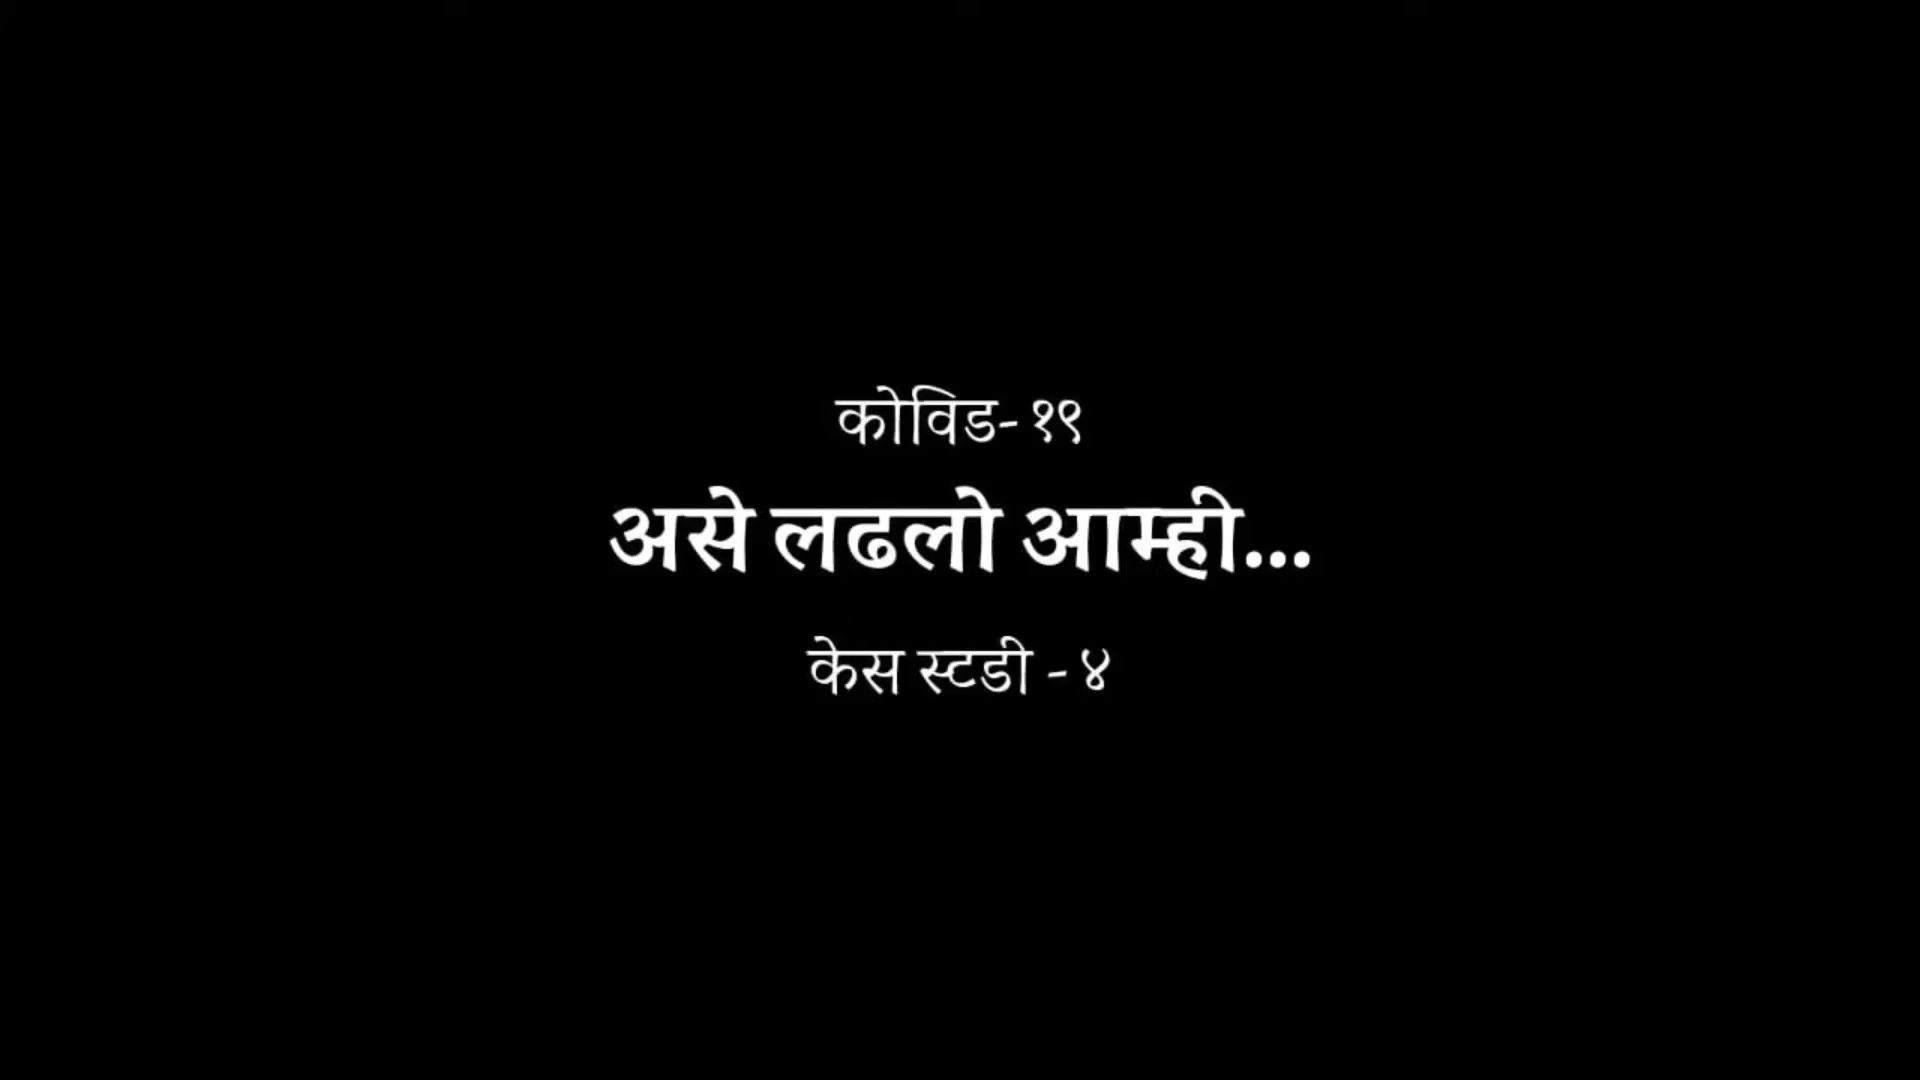 कोविड- १९
असे लढलो आम्ही...
केस स्टडी - ४